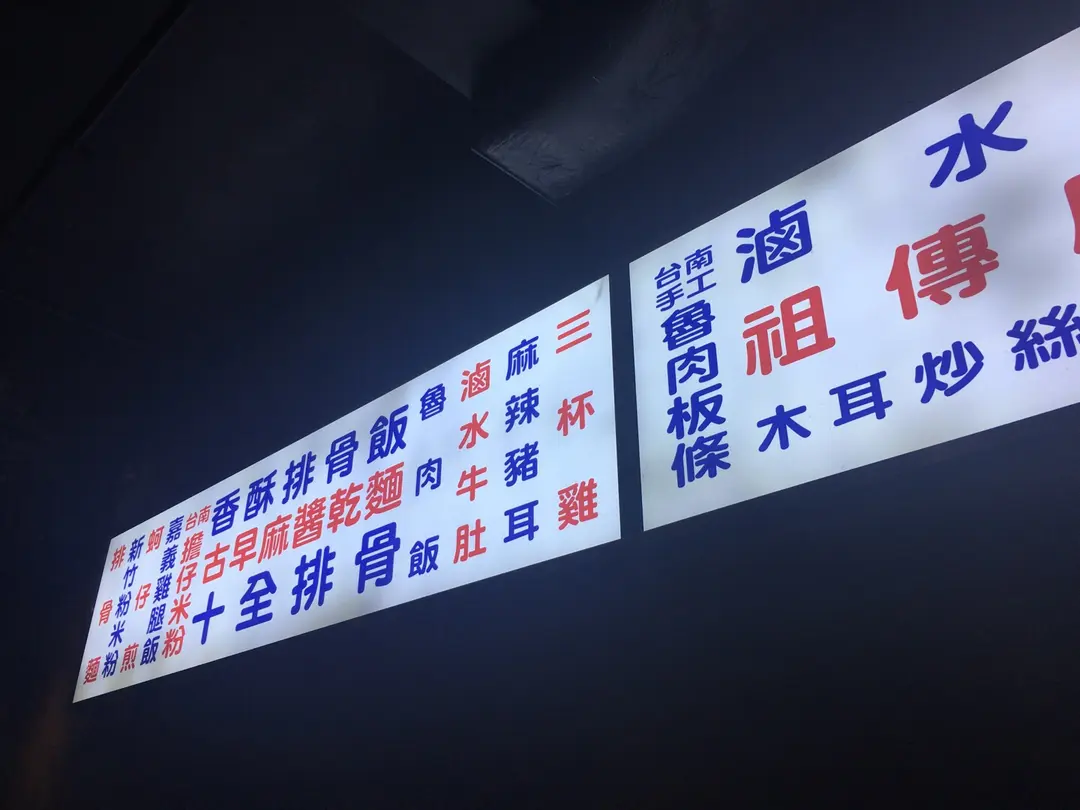 排骨麵
新竹粉米粉
蚵仔煎
嘉義雞腿飯
台南擔仔米粉
香酥排骨飯
古早麻醬乾麵
十全排骨
魯肉飯
滷水牛肚
麻辣豬耳
三杯雞
台南手工魯肉板條
滷水
祖傳
木耳炒絲